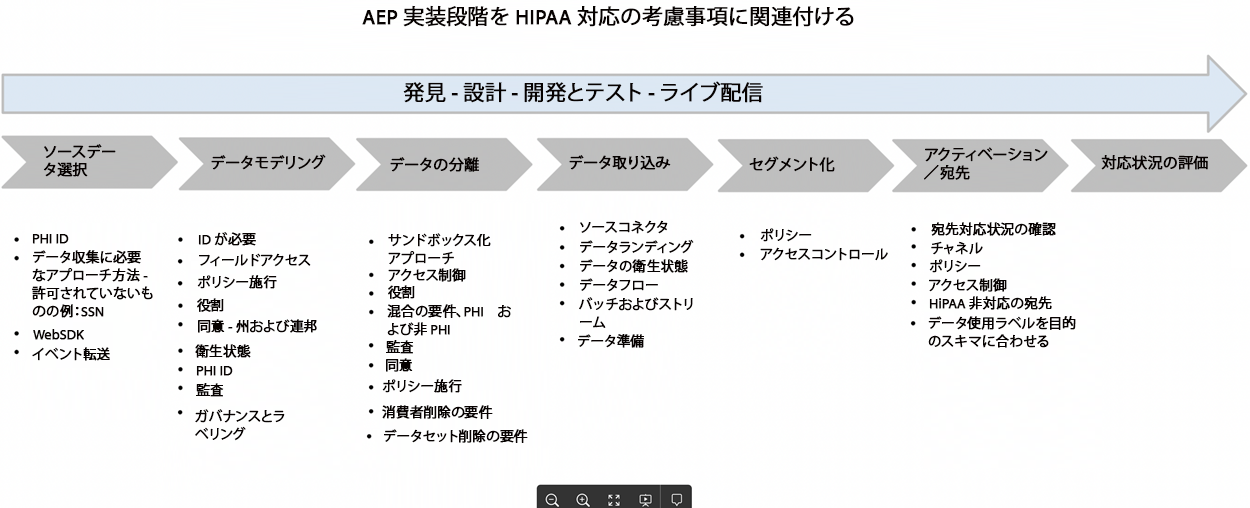 AEP 実装段階を HIPAA 対応の考慮事項に関連付ける
発見 - 設計 - 開発とテスト - ライブ配信
ソースデー
タ選択
データモデリング
データの分離
データ取り込み
セグメント化
アクティベーション
／宛先
対応状況の評価
• PHI ID
• データ収集に必要
なアプローチ方法 -
許可されていないも
のの例：SSN
• WebSDK
• イベント転送
• ID が必要
• フィールドアクセス
• ポリシー施行
• 役割
• 同意 - 州および連邦
• 衛生状態
• PHI ID
• 監査
• ガバナンスとラ
ベリング
• サンドボックス化
アプローチ
• アクセス制御
• 役割
• 混合の要件、PHI お
よび非 PHI
• 監査
• 同意
• ポリシー施行
• 消費者削除の要件
• データセット削除の要件
• ソースコネクタ
• データランディング
• データの衛生状態
• データフロー
• バッチおよびストリ
ーム
• データ準備
• ポリシー
• アクセスコントロール
• 宛先対応状況の確認
• チャネル
• ポリシー
• アクセス制御
• HiPAA 非対応の宛先
• データ使用ラベルを目的
のスキマに合わせる